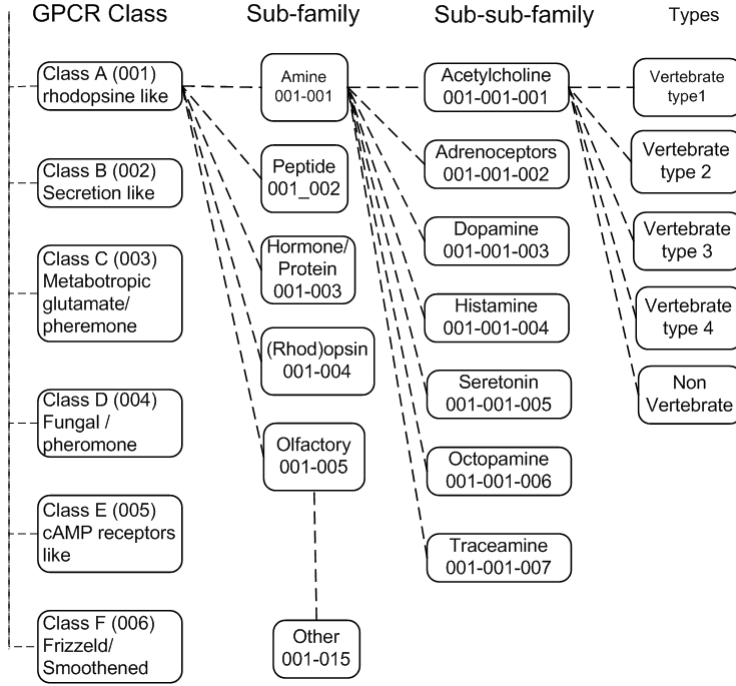 GPCR Class
Sub-family
Sub-sub-family
Types
Class A (001)
rhodopsine like
Class B (002)
Secretion like
Class C (003)
Metabotropic
glutamate/
pheremone
Class D (004)
Fungal /
pheromone
Class E (005)
cAMP receptors
like
Class F (006)
Frizzeld/
Smoothened
Amine
001-001
Peptide
001_002
Hormone/
Protein
001-003
(Rhod)opsin
001-004
Olfactory
001-005
Other
001-015
Acetylcholine
001-001-001
Adrenoceptors
001-001-002
Dopamine
001-001-003
Histamine
001-001-004
Seretonin
001-001-005
Octopamine
001-001-006
Traceamine
001-001-007
Vertebrate
type1
Vertebrate
type 2
Vertebrate
type 3
Vertebrate
type 4
Non
Vertebrate